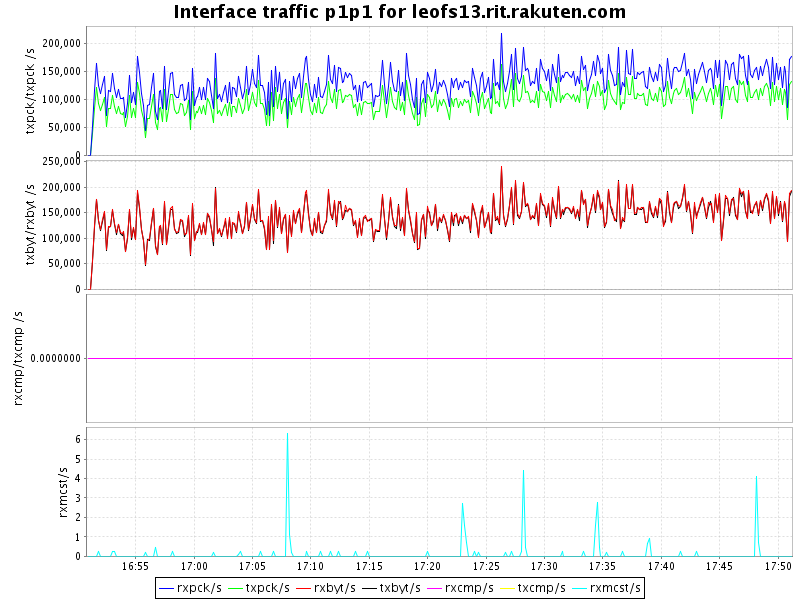 Interface traffic p1p1 for leofs13.rit.rakuten.com
txpck/txpck /s
200,000
150,000
100,000
50,000
0
txbyt/rxbyt /s
250,000
200,000
150,000
100,000
50,000
0
rxcmp/txcmp /s
0.0000000
rxmcst/s
6
5
4
3
2
1
0
16:55 17:00 17:05 17:10 17:15 17:20 17:25 17:30 17:35 17:40 17:45 17:50
rxpck/s txpck/s rxbyt/s txbyt/s rxcmp/s txcmp/s rxmcst/s